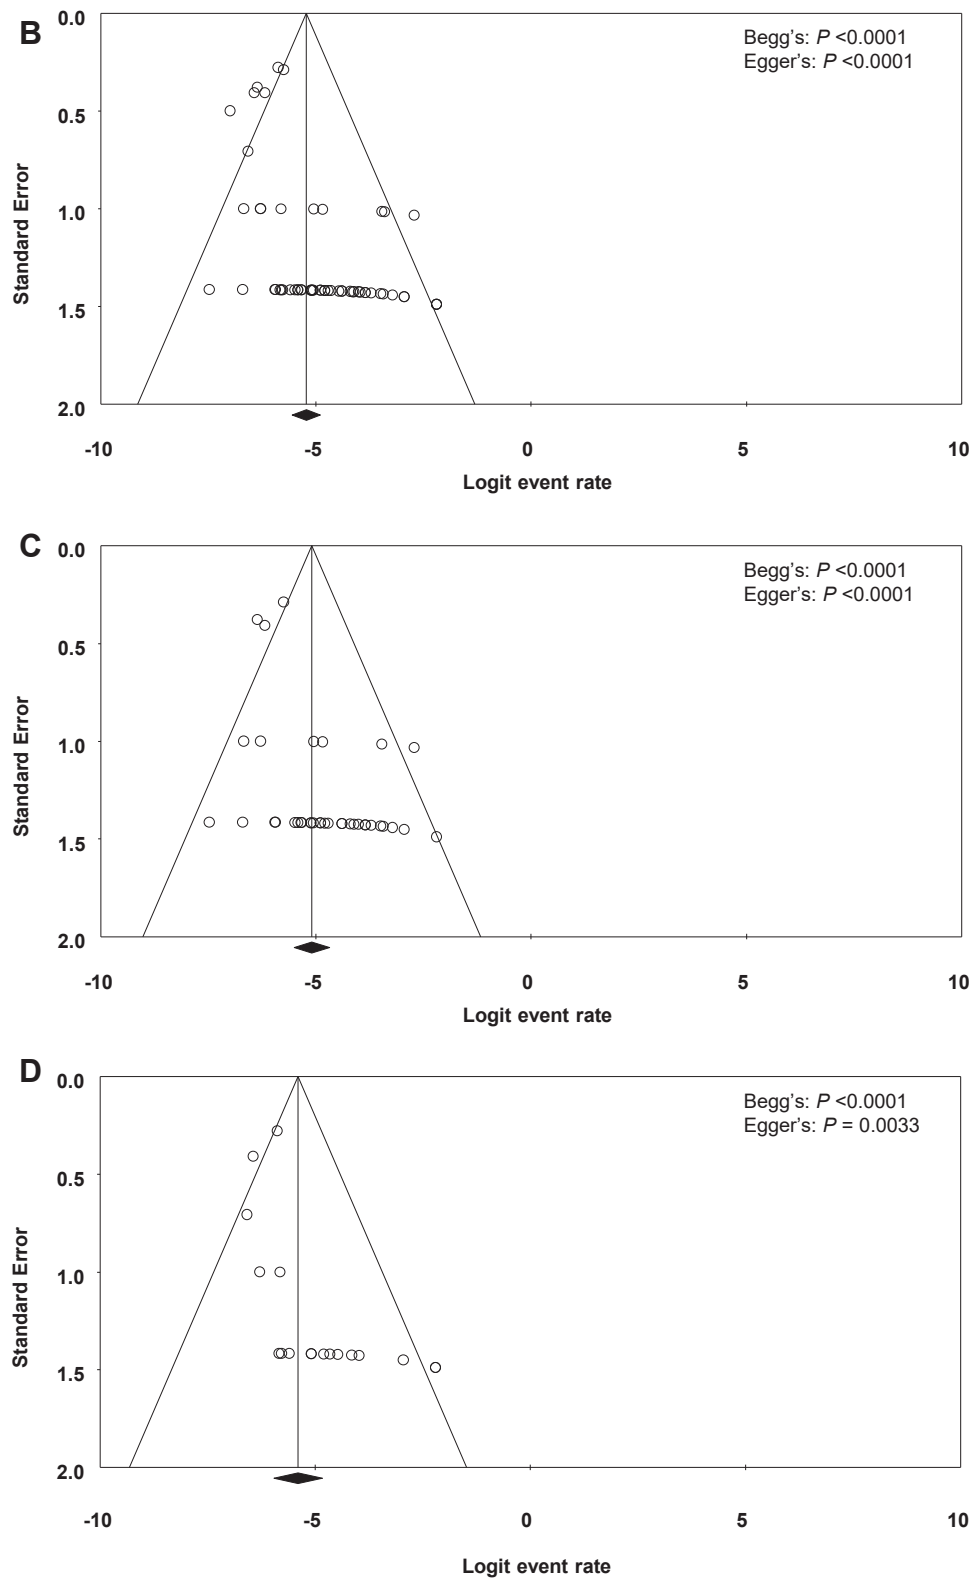 B
Begg's: P <0.0001
Egger's: P <0.0001
0.0
0.5
1.0
1.5
2.0
Standard Error
-10 -5 0 5 10
Logit event rate
C
Begg's: P <0.0001
Egger's: P <0.0001
0.0
0.5
1.0
1.5
2.0
Standard Error
-10 -5 0 5 10
Logit event rate
D
Begg's: P <0.0001
Egger's: P = 0.0033
0.0
0.5
1.0
1.5
2.0
Standard Error
-10 -5 0 5 10
Logit event rate